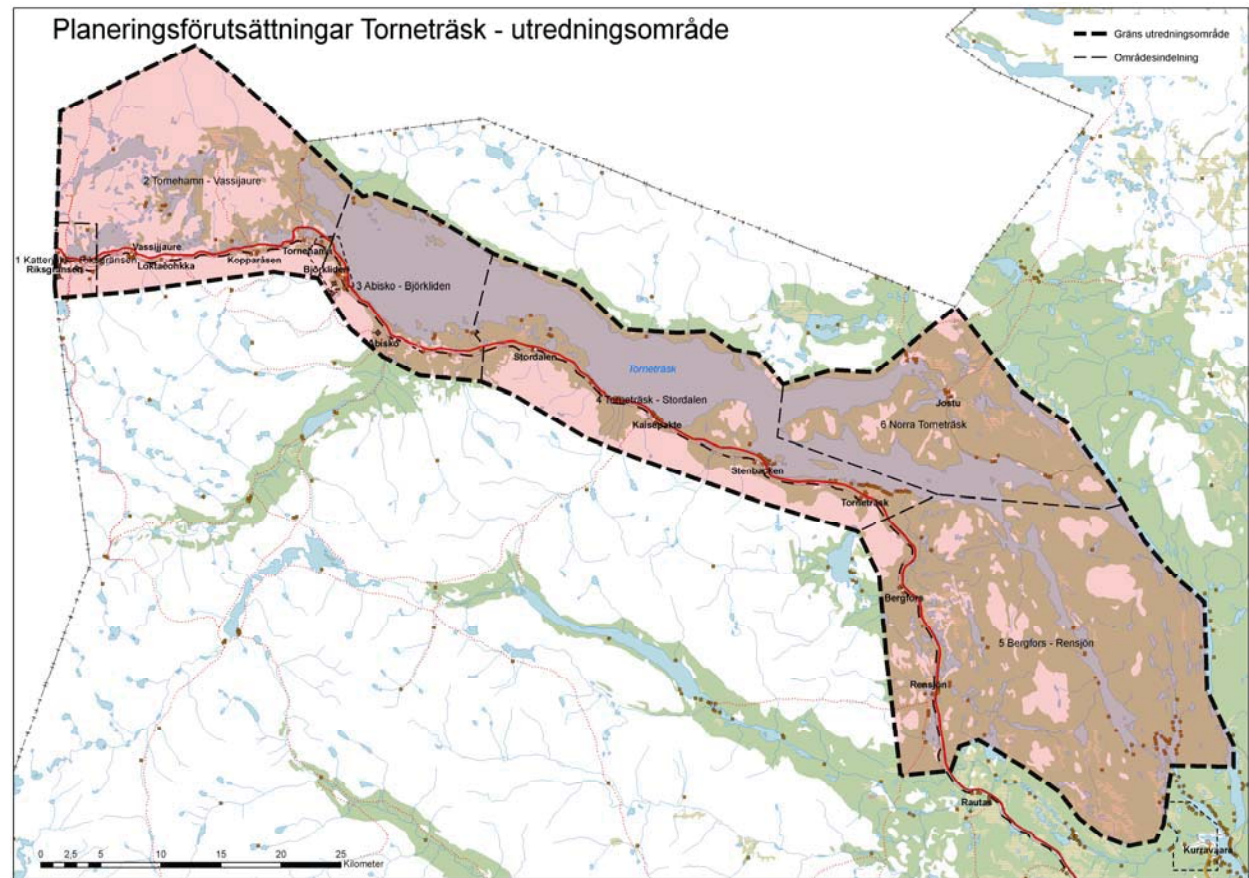 Planeringsförutsättningar Torneträsk - utredningsområde
Gräns utredningsområde
Områdesindelning
2 Tornehamn - Vassijaure
Vassijaure
Låktatjåkka
Kopparåsen
Tornehamn
Björkliden
Riksgränsen
Riksgränsen
3 Abisko - Björkliden
Abisko
Stordalen
Torneträsk
4 Torneträsk - Stordalen
Kaisepakte
Stenbacken
Torneträsk
Jostu
6 Norra Torneträsk
Bergfors
5 Bergfors - Rensjön
Rensjön
Rautas
Kurravaara
0 2,5 5 10 15 20 25
Kilometer